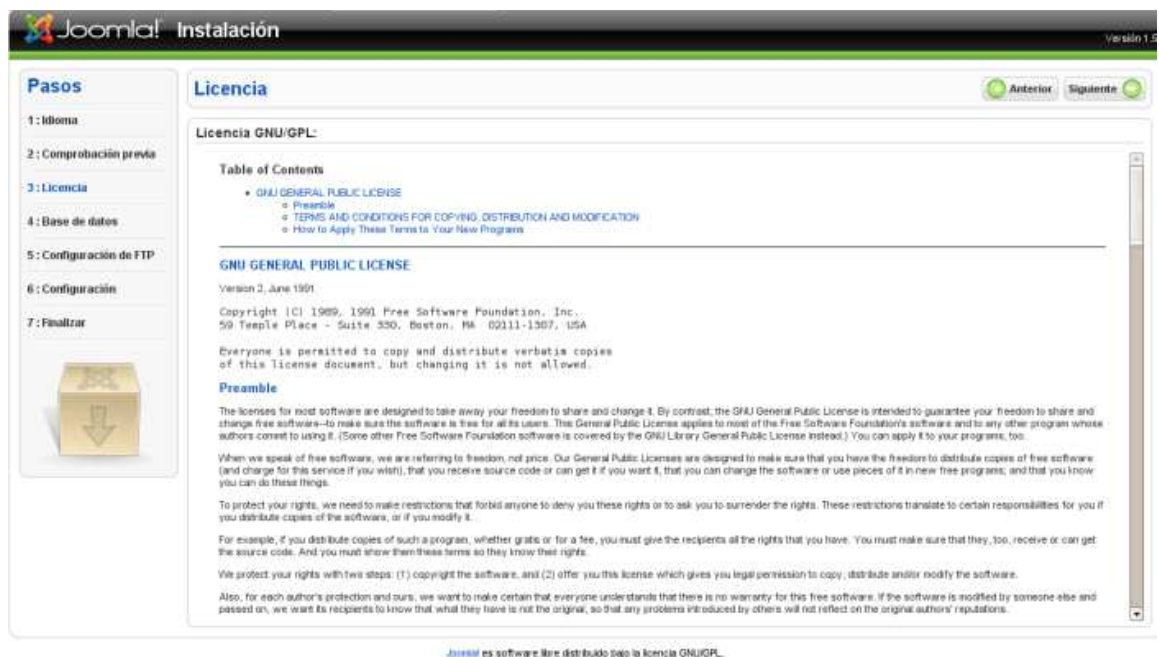 Joomla! Instalación
Versión 1.5
Pasos
1 : Idioma
2 : Comprobación previa
3 : Licencia
4 : Base de datos
5 : Configuración de FTP
6 : Configuración
7 : Finalizar
Licencia
Anterior
Siguiente
Licencia GNU/GPL:
Table of Contents
GNU GENERAL PUBLIC LICENSE
Preamble
TERMS AND CONDITIONS FOR COPYING, DISTRIBUTION AND MODIFICATION
How to Apply These Terms to Your New Programs
GNU GENERAL PUBLIC LICENSE
Version 2, June 1991
Copyright (C) 1989, 1991 Free Software Foundation, Inc.
59 Temple Place - Suite 330, Boston, MA 02111-1307, USA
Everyone is permitted to copy and distribute verbatim copies
of this license document, but changing it is not allowed.
Preamble
The licenses for most software are designed to take away your freedom to share and change it. By contrast, the GNU General Public License is intended to guarantee your freedom to share and
change free software--to make sure the software is free for all its users. This General Public License applies to most of the Free Software Foundation's software and to any other program whose
authors commit to using it. (Some other Free Software Foundation software is covered by the GNU Library General Public License instead.) You can apply it to your programs, too.
When we speak of free software, we are referring to freedom, not price. Our General Public Licenses are designed to make sure that you have the freedom to distribute copies of free software
(and charge for this service if you wish), that you receive source code or can get it if you want it, that you can change the software or use pieces of it in new free programs; and that you know
you can do these things.
To protect your rights, we need to make restrictions that forbid anyone to deny you these rights or to ask you to surrender the rights. These restrictions translate to certain responsibilities for you if
you distribute copies of the software, or if you modify it.
For example, if you distribute copies of such a program, whether gratis or for a fee, you must give the recipients all the rights that you have. You must make sure that they, too, receive or can get
the source code. And you must show them these terms so they know their rights.
We protect your rights with two steps: (1) copyright the software, and (2) offer you this license which gives you legal permission to copy, distribute and/or modify the software.
Also, for each author's protection and ours, we want to make certain that everyone understands that there is no warranty for this free software. If the software is modified by someone else and
passed on, we want its recipients to know that what they have is not the original, so that any problems introduced by others will not reflect on the original authors' reputations.
Joomla! es software libre distribuido bajo la licencia GNU/GPL.